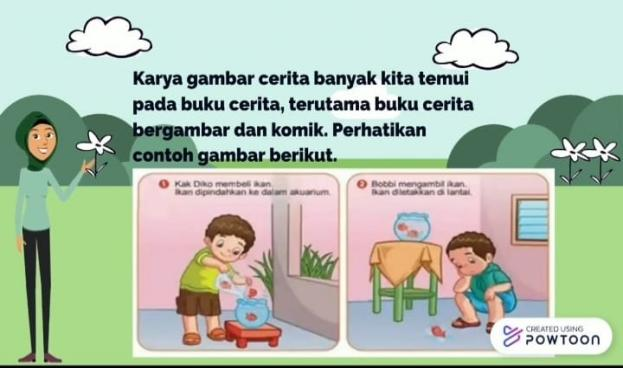 Karya gambar cerita banyak kita temui
pada buku cerita, terutama buku cerita
bergambar dan komik. Perhatikan
contoh gambar berikut.
1 Kak Diko membeli ikan.
Ikan dipindahkan ke dalam akuarium.
2 Bobbi mengambil ikan.
Ikan diletakkan di lantai.
CREATED USING
POWTOON